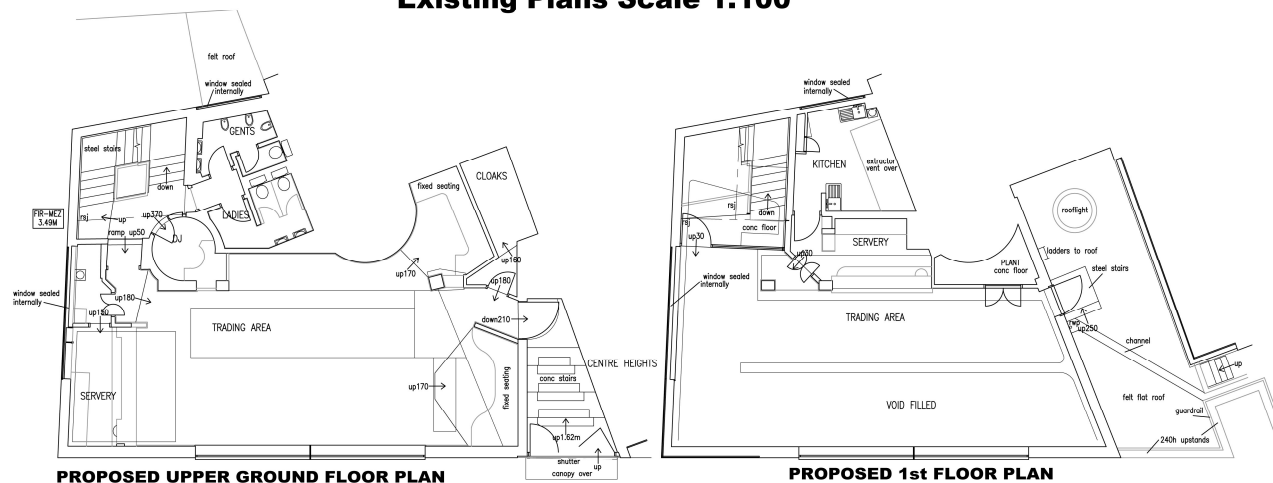 Existing Plans Scale 1:100
felt roof
window sealed
internally
GENTS
steel stairs
down
LADIES
FIR-MEZ
3.49M
rsj
up
up370
ramp up50
DJ
fixed seating
CLOAKS
up170
up160
up180
window sealed
internally
up180
up150
down210
TRADING AREA
CENTRE HEIGHTS
conc stairs
fixed seating
up170
SERVERY
up1.62m
up
shutter
canopy over
PROPOSED UPPER GROUND FLOOR PLAN
window sealed
internally
KITCHEN
extractor
vent over
rsj
down
rsj
conc floor
up30
SERVERY
up30
PLANT
conc floor
rooflight
ladders to roof
steel stairs
window sealed
internally
TRADING AREA
rwp
up250
channel
up
felt flat roof
guardrail
VOID FILLED
240h upstands
PROPOSED 1st FLOOR PLAN